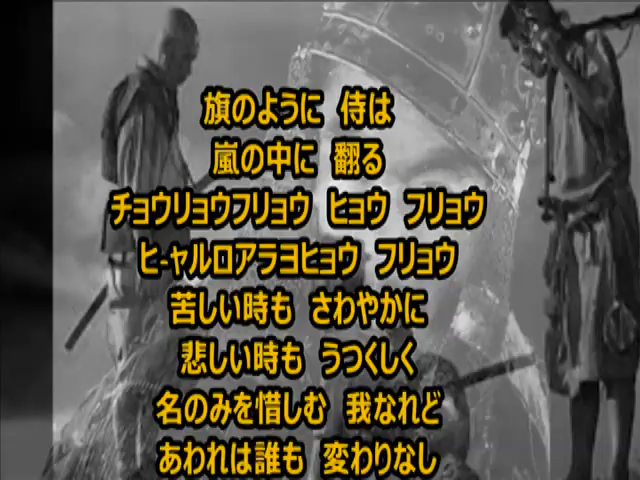 旗のように 侍は
嵐の中に 翻る
チョウリョウフリョウ ヒョウ フリョウ
ヒ-ャルロアラヨヒョウ フリョウ
苦しい時も さわやかに
悲しい時も うつくしく
名のみを惜しむ 我なれど
あわれは誰も 変わりなし